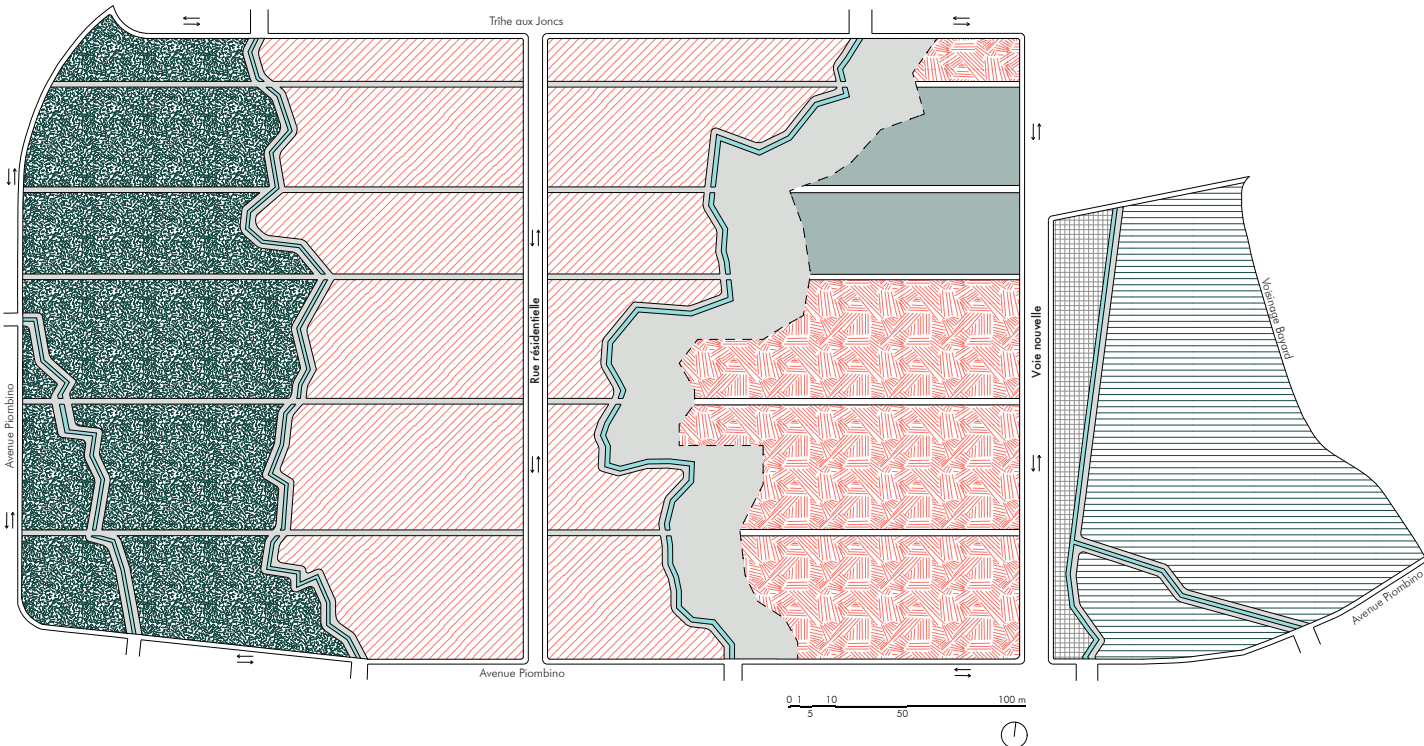 Trîhe aux Joncs
Rue résidentielle
Voie nouvelle
Voisinage Bayard
Avenue Piombino
Avenue Piombino
Avenue Piombino
0 1 10 100 m
5 50